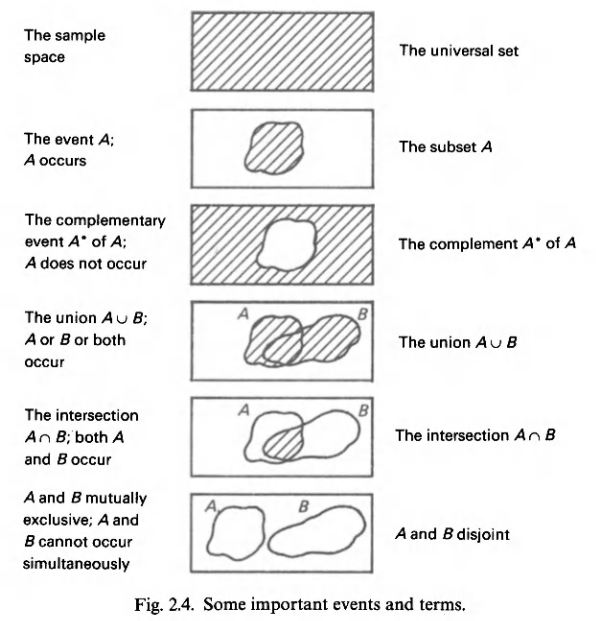 The sample
space
The universal set
The event A;
A occurs
The subset A
The complementary
event A* of A;
A does not occur
The complement A* of A
The union A ∪ B;
A or B or both
occur
A
B
The union A ∪ B
The intersection
A ∩ B; both A
and B occur
A
B
The intersection A ∩ B
A and B mutually
exclusive; A and
B cannot occur
simultaneously
A
B
A and B disjoint
Fig. 2.4. Some important events and terms.